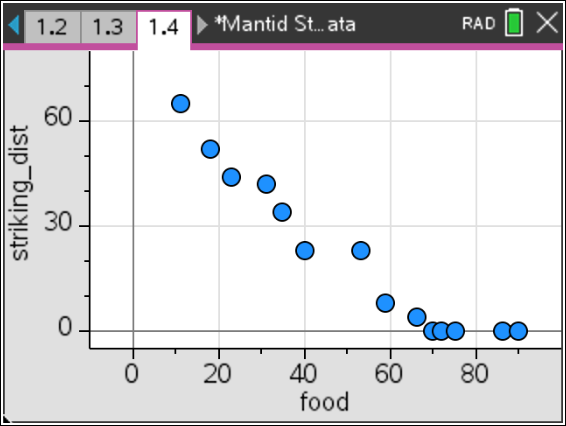 1.2 1.3 1.4 *Mantid St...ata RAD
striking_dist
60
30
0
0 20 40 60 80
food